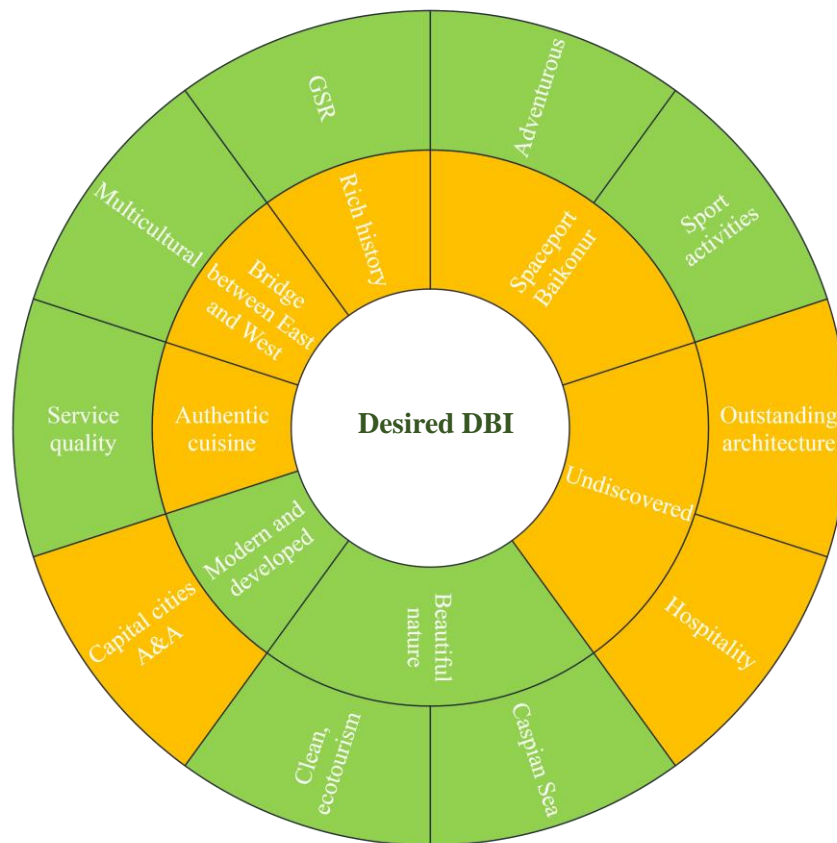 GSR
Adventurous
Multicultural
Rich history
Spaceport
Baikonur
Sport
activities
Bridge
between East
and West
Service
quality
Authentic
cuisine
Desired DBI
Undiscovered
Outstanding
architecture
Modern and
developed
Beautiful
nature
Capital cities
A&A
Hospitality
Clean,
ecotourism
Caspian Sea